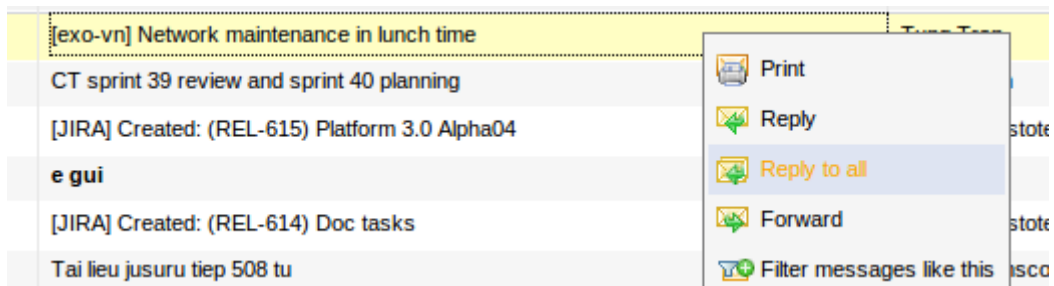 [exo-vn] Network maintenance in lunch time
CT sprint 39 review and sprint 40 planning
[JIRA] Created: (REL-615) Platform 3.0 Alpha04
e gui
[JIRA] Created: (REL-614) Doc tasks
Tai lieu jusuru tiep 508 tu
Print
Reply
Reply to all
Forward
Filter messages like this